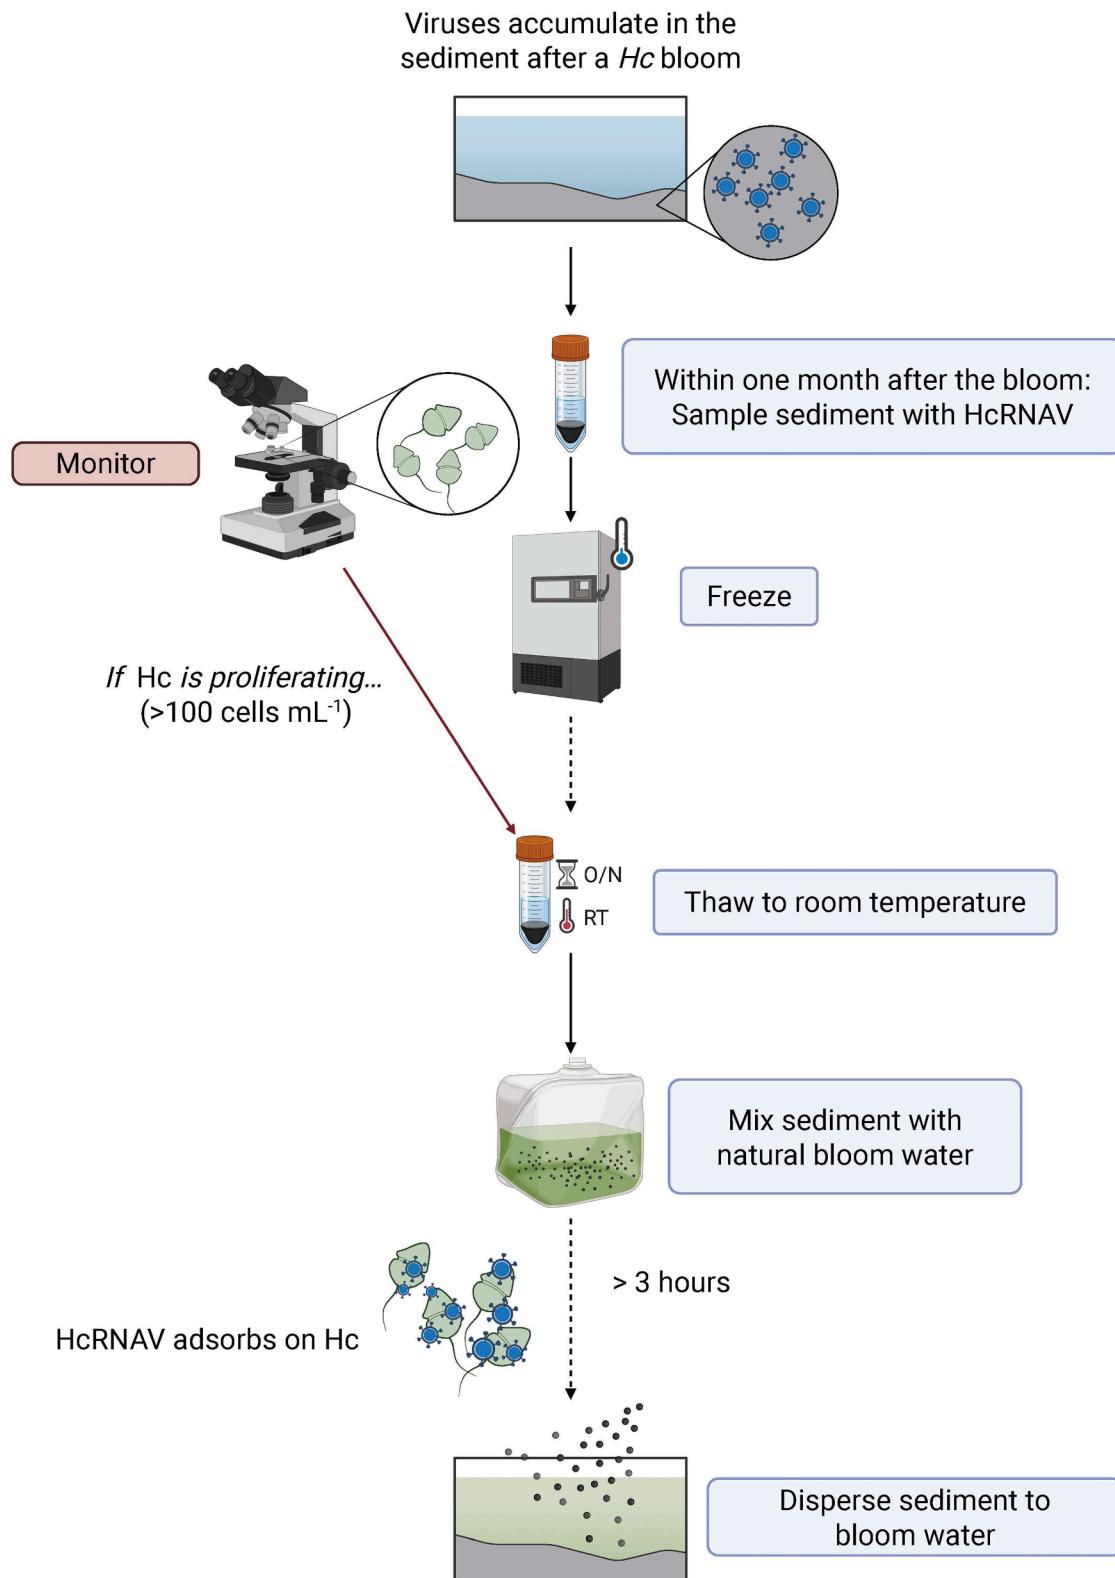 Viruses accumulate in the
sediment after a Hc bloom
Within one month after the bloom:
Sample sediment with HcRNAV
Monitor
Freeze
If Hc is proliferating...
(>100 cells mL⁻¹)
O/N
RT
Thaw to room temperature
Mix sediment with
natural bloom water
> 3 hours
HcRNAV adsorbs on Hc
Disperse sediment to
bloom water